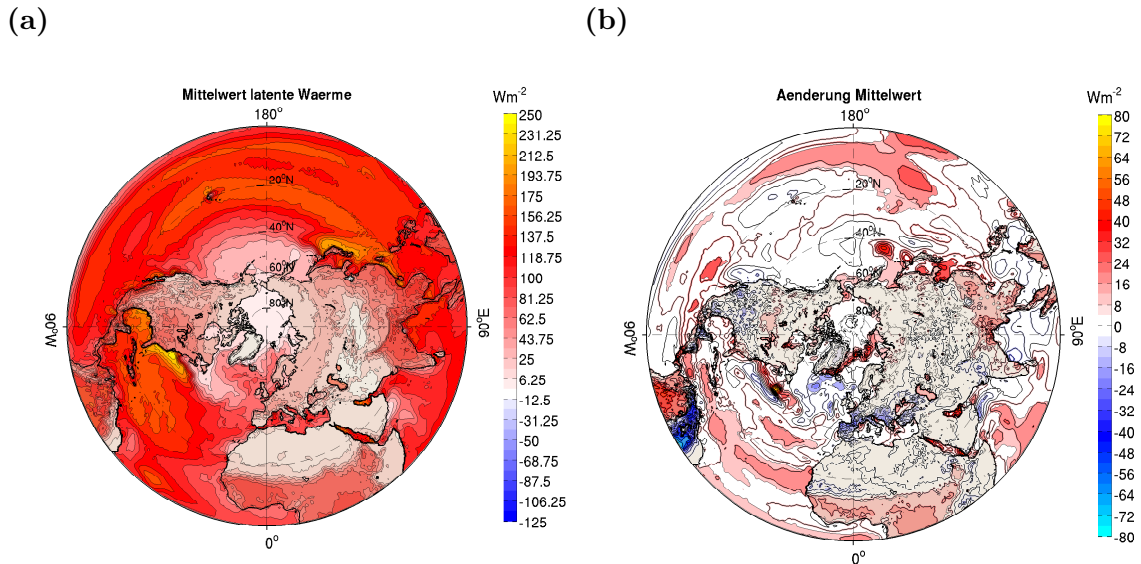 (a)
(b)
Mittelwert latente Waerme
Wm-2
180°
20°N
40°N
60°N
80°N
90°W
90°E
0°
250
231.25
212.5
193.75
175
156.25
137.5
118.75
100
81.25
62.5
43.75
25
6.25
-12.5
-31.25
-50
-68.75
-87.5
-106.25
-125
Aenderung Mittelwert
Wm-2
180°
20°N
40°N
60°N
80°N
90°W
90°E
0°
80
72
64
56
48
40
32
24
16
8
0
-8
-16
-24
-32
-40
-48
-56
-64
-72
-80